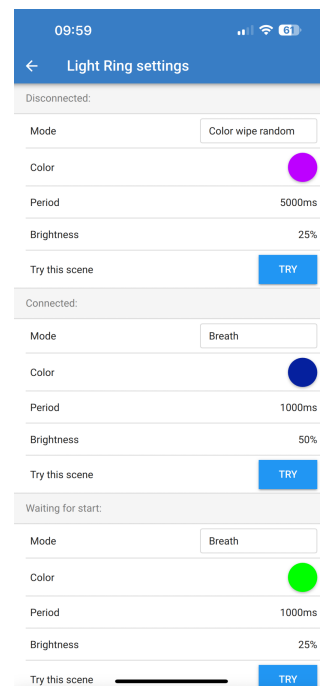 09:59
61
Light Ring settings
Disconnected:
Mode Color wipe random
Color
Period 5000ms
Brightness 25%
Try this scene TRY
Connected:
Mode Breath
Color
Period 1000ms
Brightness 50%
Try this scene TRY
Waiting for start:
Mode Breath
Color
Period 1000ms
Brightness 25%
Try this scene TRY